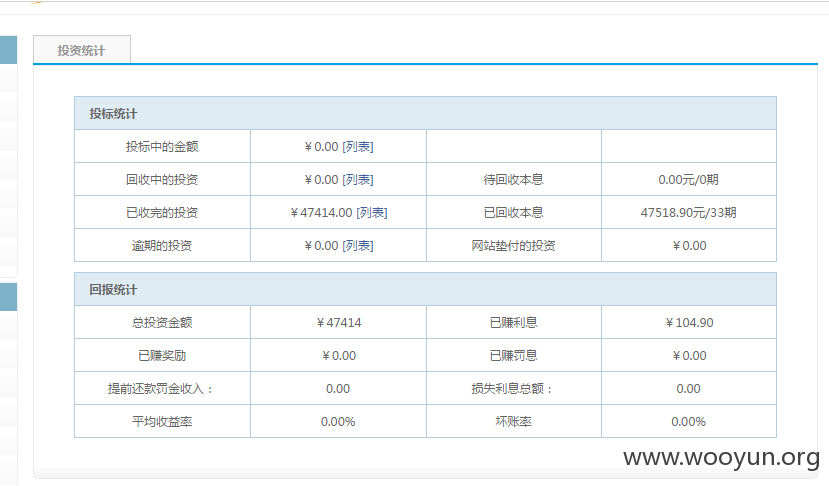 投资统计
投标统计
投标中的金额 ￥0.00 [列表]
回收中的投资 ￥0.00 [列表] 待回收本息 0.00元/0期
已收完的投资 ￥47414.00 [列表] 已回收本息 47518.90元/33期
逾期的投资 ￥0.00 [列表] 网站垫付的投资 ￥0.00
回报统计
总投资金额 ￥47414 已赚利息 ￥104.90
已赚奖励 ￥0.00 已赚罚息 ￥0.00
提前还款罚金收入： 0.00 损失利息总额： 0.00
平均收益率 0.00% 坏账率 0.00%
www.wooyun.org